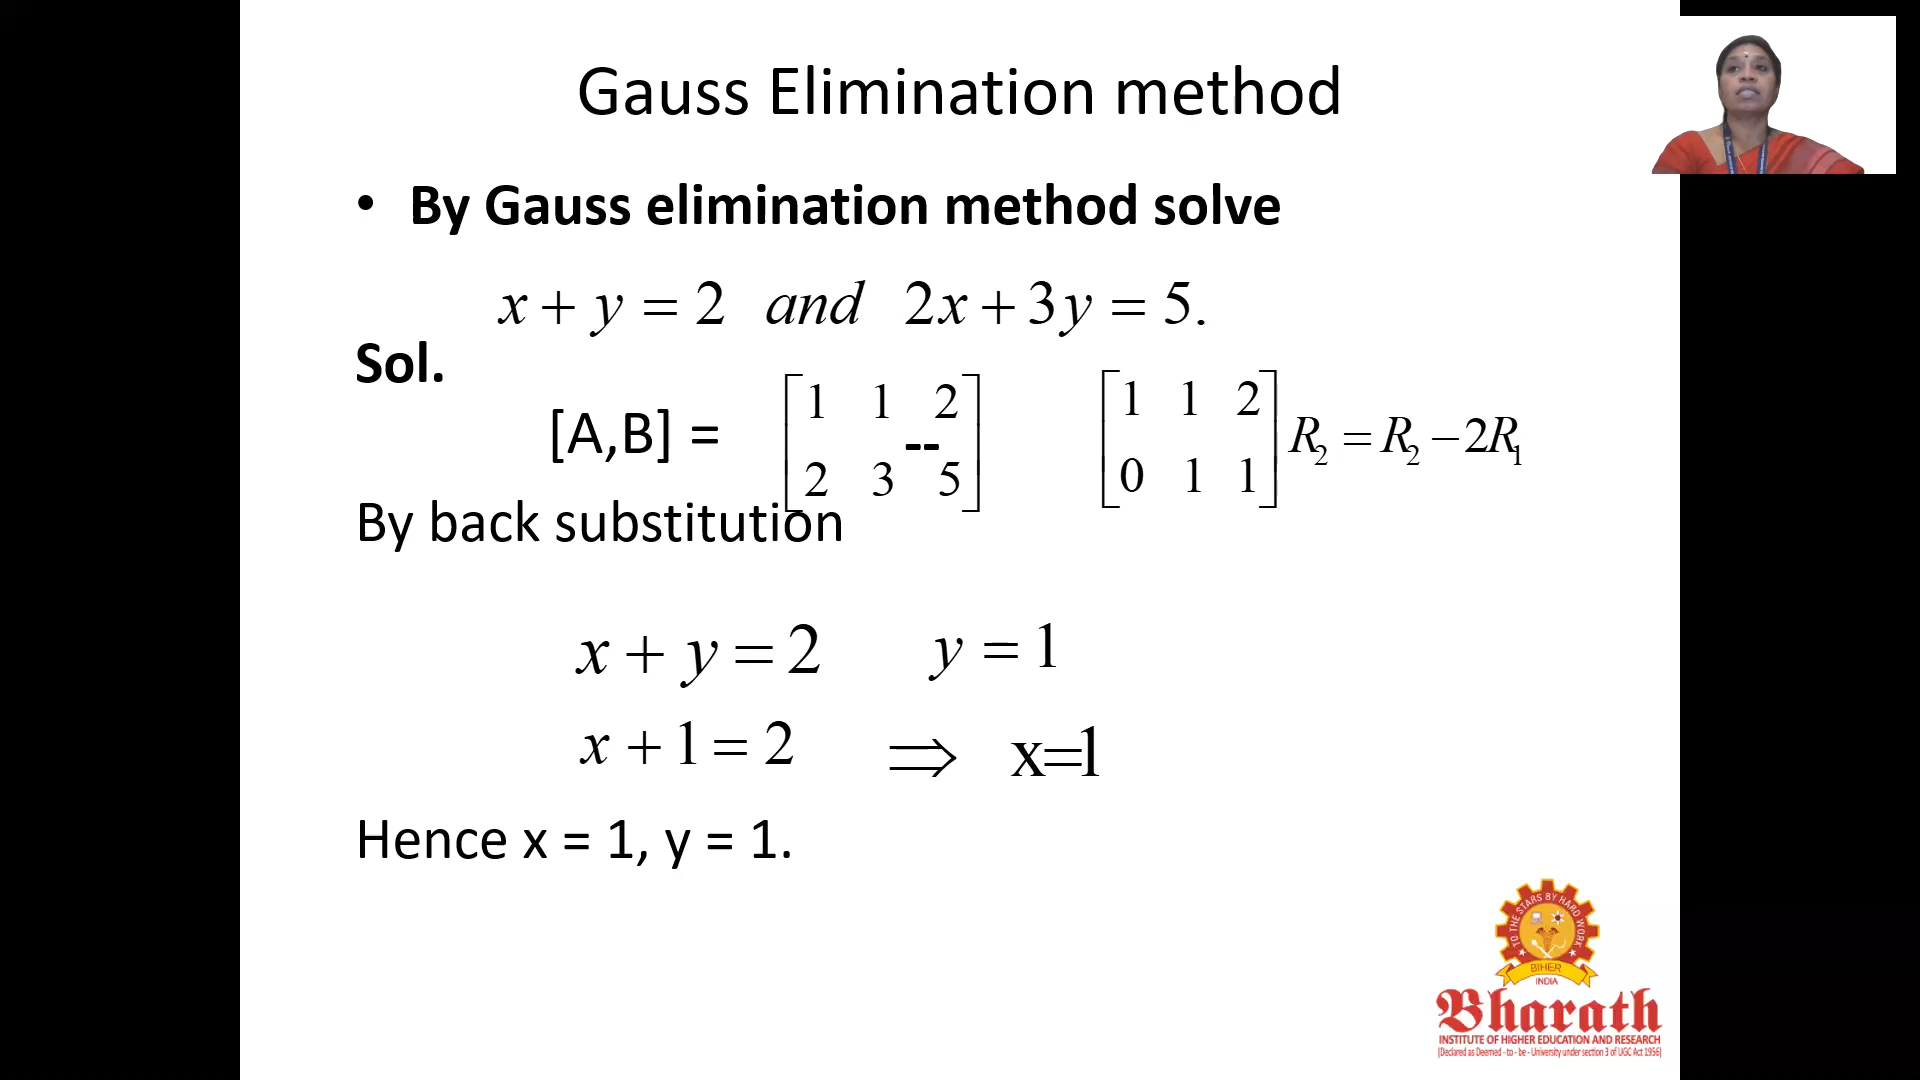 Gauss Elimination method
• By Gauss elimination method solve
x + y = 2 and 2x + 3y = 5.
Sol.
[A,B] = [1 1 2 -- 2 3 5] [1 1 2 0 1 1] R₂ = R₂ − 2R₁
By back substitution
x + y = 2 y = 1
x + 1 = 2 ⇒ x=1
Hence x = 1, y = 1.
TO THE STARS BY HARD WORK
BIHER
INDIA
Bharath
INSTITUTE OF HIGHER EDUCATION AND RESEARCH
(Declared as Deemed - to - be - University under section 3 of UGC Act 1956)